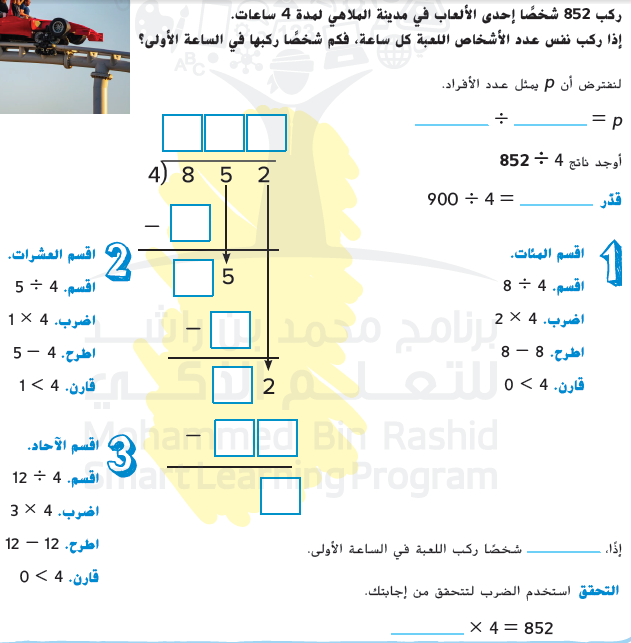 ركب 852 شخصًا إحدى الألعاب في مدينة الملاهي لمدة 4 ساعات.
إذا ركب نفس عدد الأشخاص اللعبة كل ساعة، فكم شخصًا ركبها في الساعة الأولى؟
لنفترض أن p يمثل عدد الأفراد.
p = ______ ÷ ______
أوجد ناتج 4 ÷ 852
قدّر 900 ÷ 4 = ______
4) 8 5 2
−
5
−
2
−
1
اقسم المئات.
اقسم. 4 ÷ 8
اضرب. 4 × 2
اطرح. 8 − 8
قارن. 4 > 0
2
اقسم العشرات.
اقسم. 4 ÷ 5
اضرب. 4 × 1
اطرح. 4 − 5
قارن. 4 > 1
3
اقسم الآحاد.
اقسم. 4 ÷ 12
اضرب. 4 × 3
اطرح. 12 − 12
قارن. 4 > 0
إذًا، ______ شخصًا ركب اللعبة في الساعة الأولى.
التحقق استخدم الضرب لتتحقق من إجابتك.
______ × 4 = 852
برنامج محمد بن راشد
للتعلم الذكي
Mohammed Bin Rashid
Smart Learning Program
ABC